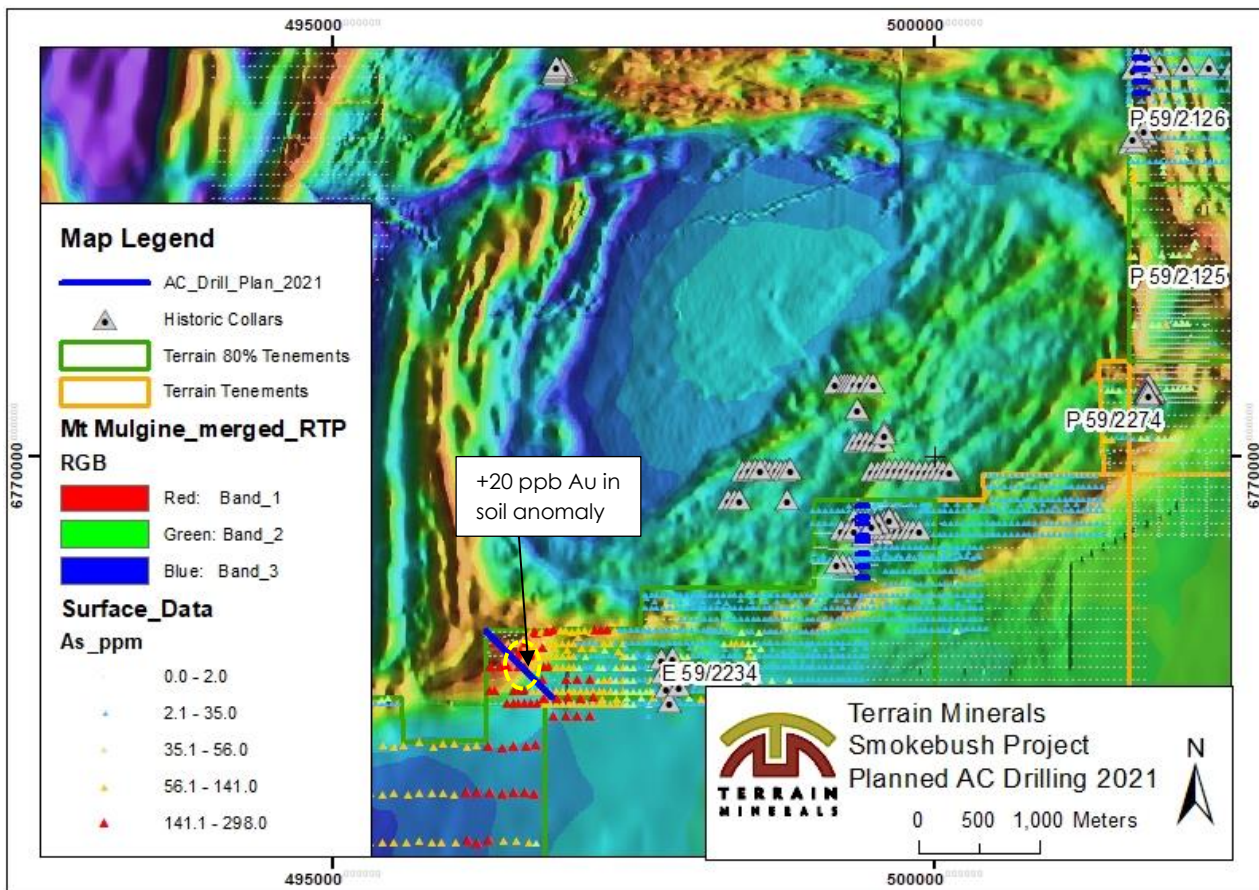 495000
500000
P 59/2126
P 59/2125
P 59/2274
6770000
6770000
Map Legend
AC_Drill_Plan_2021
Historic Collars
Terrain 80% Tenements
Terrain Tenements
Mt Mulgine_merged_RTP
RGB
Red: Band_1
Green: Band_2
Blue: Band_3
Surface_Data
As_ppm
0.0 - 2.0
2.1 - 35.0
35.1 - 56.0
56.1 - 141.0
141.1 - 298.0
+20 ppb Au in
soil anomaly
E 59/2234
TERRAIN
MINERALS
Terrain Minerals
Smokebush Project
Planned AC Drilling 2021
0 500 1,000 Meters
N
495000
500000